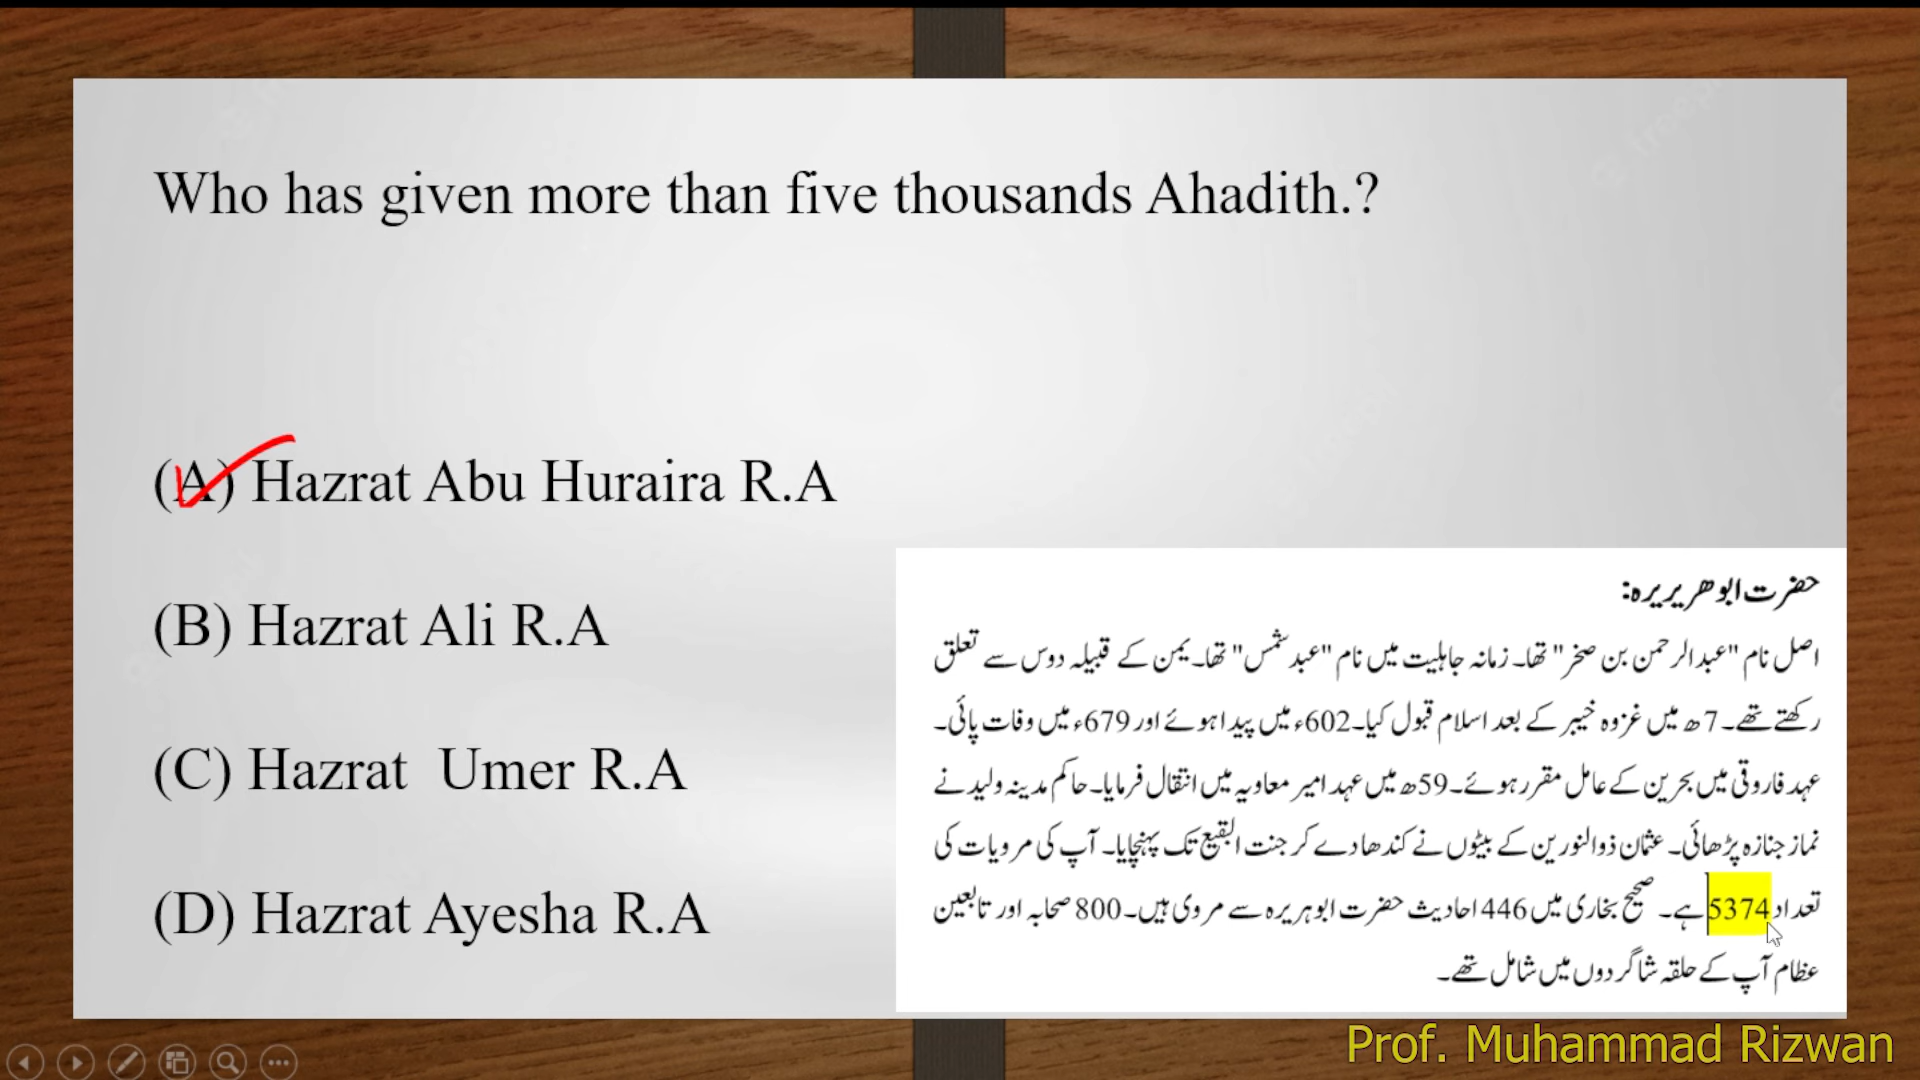 Who has given more than five thousands Ahadith.?
(A) Hazrat Abu Huraira R.A
(B) Hazrat Ali R.A
(C) Hazrat  Umer R.A
(D) Hazrat Ayesha R.A
حضرت ابوھریریرہ:
اصل نام "عبدالرحمن بن صخر" تھا۔ زمانہ جاہلیت میں نام "عبد شمس" تھا۔ یمن کے قبیلہ دوس سے تعلق
رکھتے تھے۔ 7ھ میں غزوہ خیبر کے بعد اسلام قبول کیا۔ 602ء میں پیدا ہوئے اور 679ء میں وفات پائی۔
عہد فاروقی میں بحرین کے عامل مقرر ہوئے۔ 59ھ میں عہد امیر معاویہ میں انتقال فرمایا۔ حاکم مدینہ ولید نے
نماز جنازہ پڑھائی۔ عثمان ذوالنورین کے بیٹوں نے کندھا دے کر جنت البقیع تک پہنچایا۔ آپ کی مرویات کی
تعداد 5374 ہے۔ صحیح بخاری میں 446 احادیث حضرت ابوہریرہ سے مروی ہیں۔ 800 صحابہ اور تابعین
عظام آپ کے حلقہ شاگردوں میں شامل تھے۔
Prof. Muhammad Rizwan